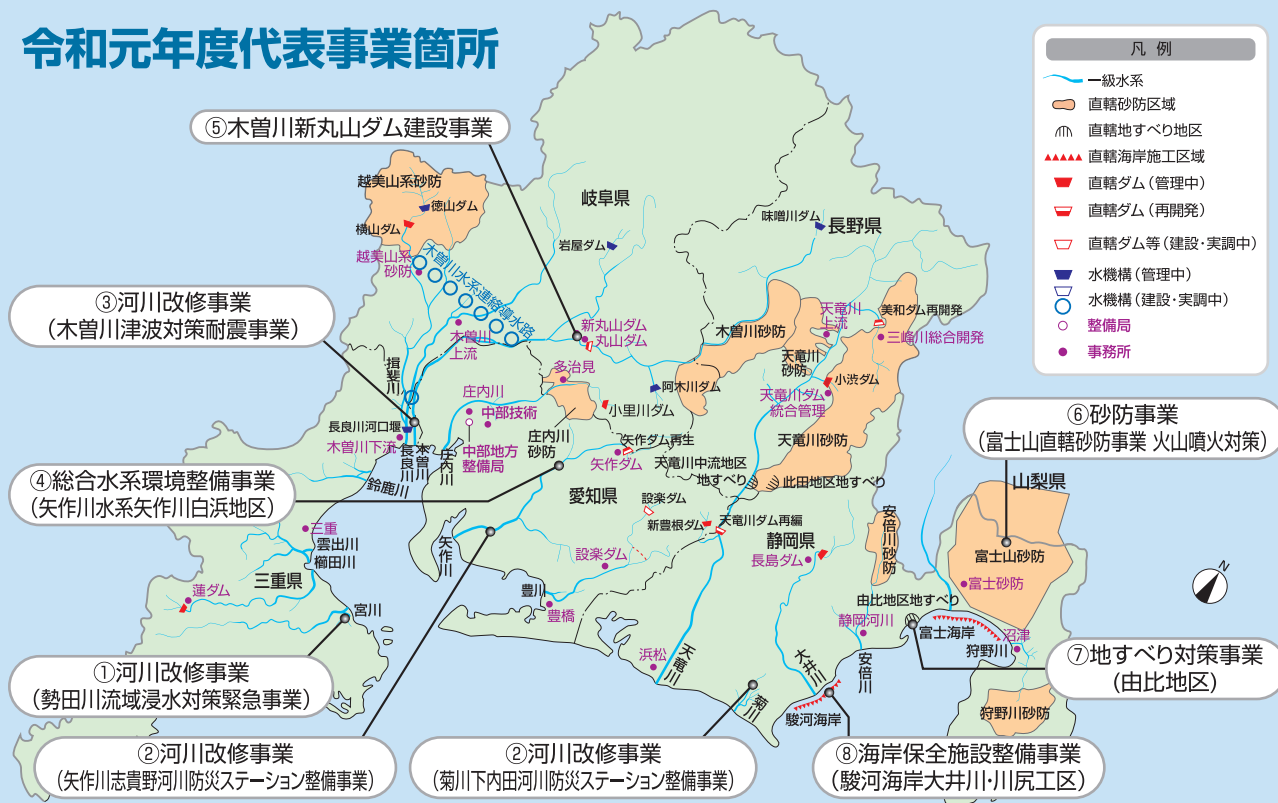 令和元年度代表事業箇所
凡例
一級水系
直轄砂防区域
直轄地すべり地区
直轄海岸施工区域
直轄ダム(管理中)
直轄ダム(再開発)
直轄ダム等(建設・実調中)
水機構(管理中)
水機構(建設・実調中)
整備局
事務所
⑤木曽川新丸山ダム建設事業
越美山系砂防
徳山ダム
横山ダム
越美山系
砂防
木曽川水系連絡導水路
岐阜県
岩屋ダム
味噌川ダム
長野県
③河川改修事業
(木曽川津波対策耐震事業)
木曽川
上流
新丸山ダム
丸山ダム
木曽川砂防
天竜川
上流
美和ダム再開発
三峰川総合開発
天竜川
砂防
小渋ダム
天竜川ダム
統合管理
天竜川砂防
揖斐川
多治見
阿木川ダム
小里川ダム
庄内川
中部技術
中部地方
整備局
庄内川
砂防
長良川河口堰
木曽川下流
長良川
木曽川
庄内川
鈴鹿川
矢作ダム再生
矢作ダム
天竜川中流地区
地すべり
此田地区地すべり
④総合水系環境整備事業
(矢作川水系矢作川白浜地区)
愛知県
設楽ダム
新豊根ダム
天竜川ダム再編
静岡県
長島ダム
安倍川砂防
⑥砂防事業
(富士山直轄砂防事業 火山噴火対策)
山梨県
富士山砂防
富士砂防
三重
雲出川
櫛田川
三重県
蓮ダム
宮川
矢作川
設楽ダム
豊川
豊橋
浜松
天竜川
菊川
大井川
駿河海岸
安倍川
静岡河川
由比地区地すべり
富士海岸
沼津
狩野川
狩野川砂防
N
①河川改修事業
(勢田川流域浸水対策緊急事業)
⑦地すべり対策事業
(由比地区)
②河川改修事業
(矢作川志貴野河川防災ステーション整備事業)
②河川改修事業
(菊川下内田河川防災ステーション整備事業)
⑧海岸保全施設整備事業
(駿河海岸大井川・川尻工区)